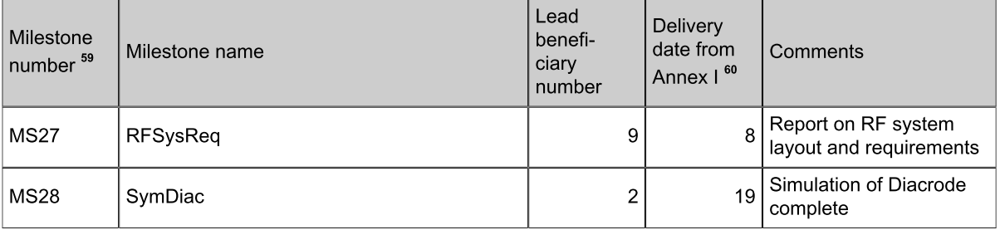 Milestone number 59
Milestone name
Lead benefi-ciary number
Delivery date from Annex I 60
Comments
MS27
RFSysReq
9
8
Report on RF system layout and requirements
MS28
SymDiac
2
19
Simulation of Diacrode complete